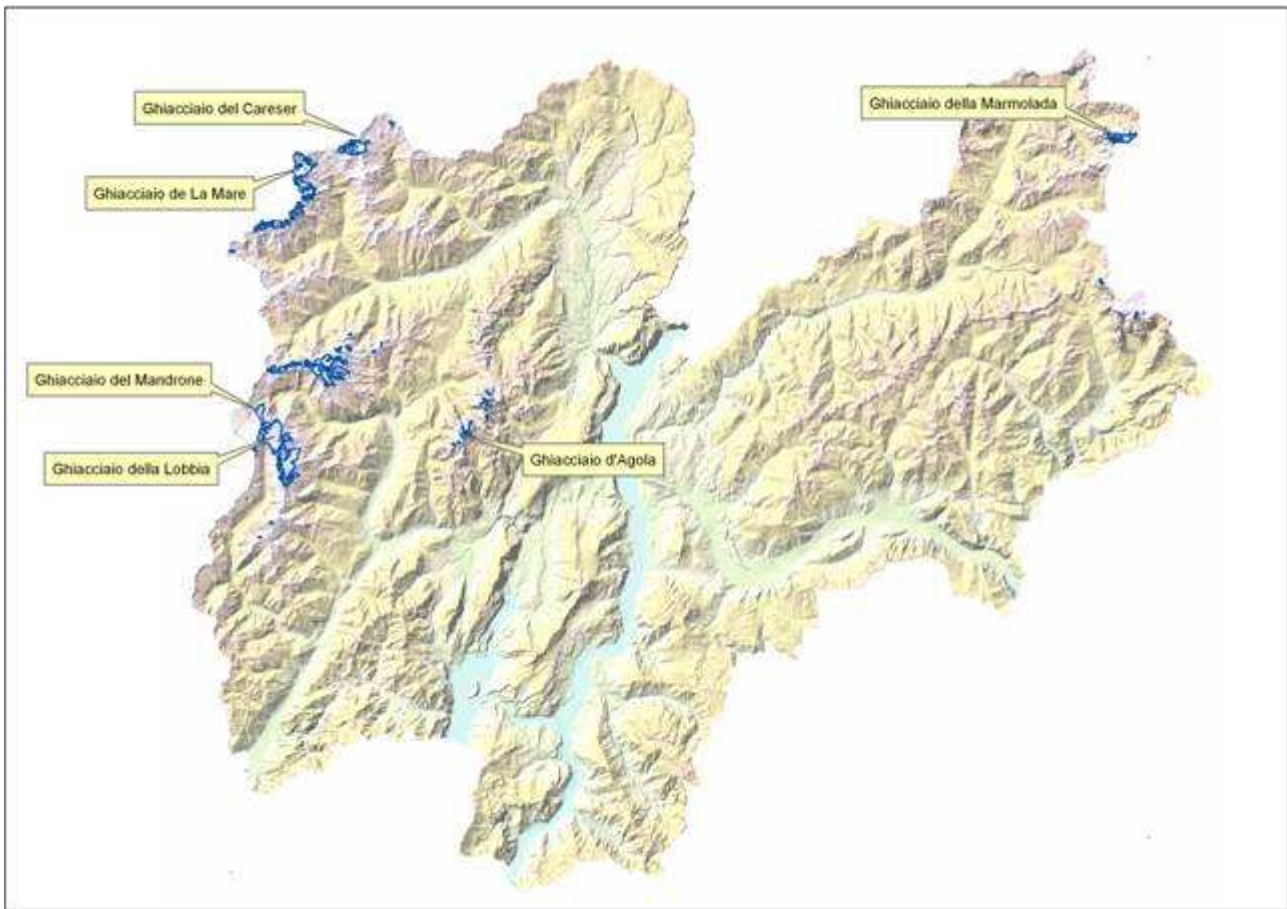 Ghiacciaio del Careser
Ghiacciaio della Marmolada
Ghiacciaio de La Mare
Ghiacciaio del Mandrone
Ghiacciaio della Lobbia
Ghiacciaio d'Agola